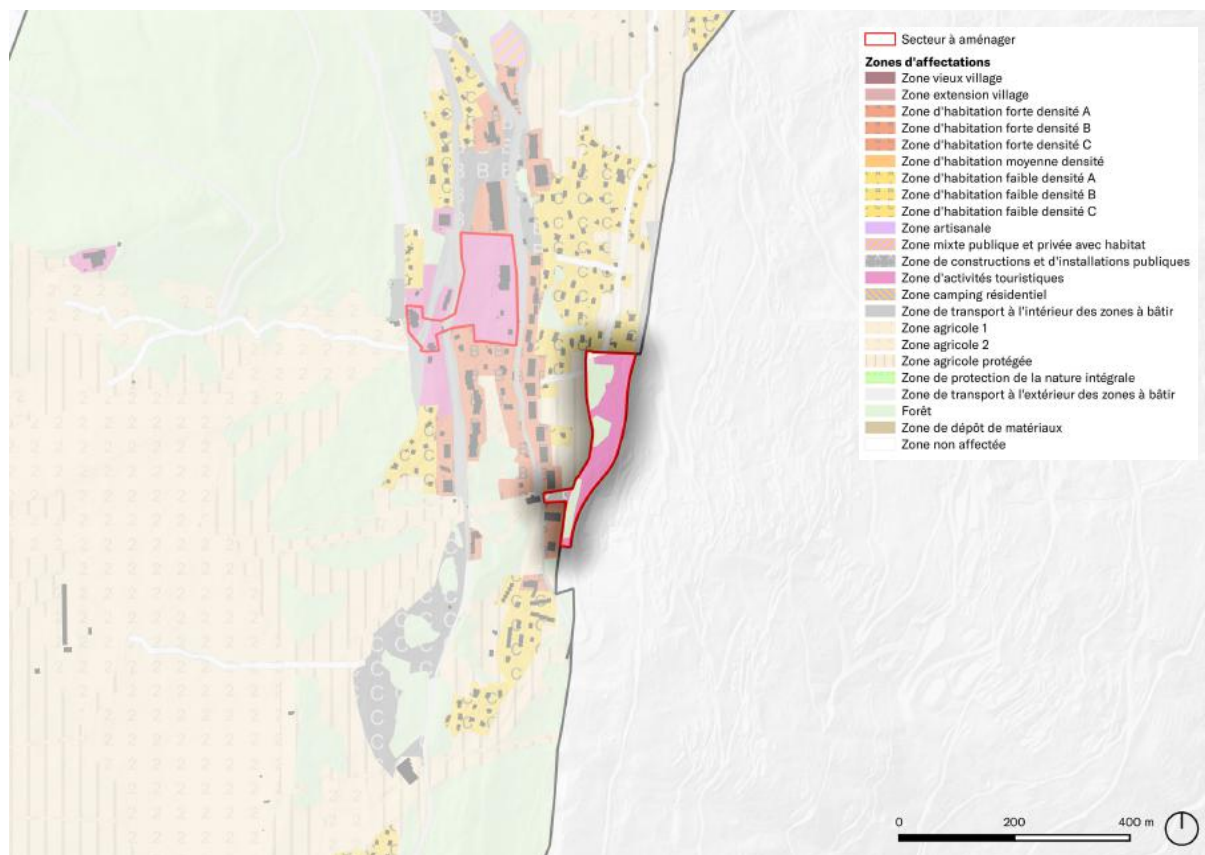 Secteur à aménager
Zones d'affectations
Zone vieux village
Zone extension village
Zone d'habitation forte densité A
Zone d'habitation forte densité B
Zone d'habitation forte densité C
Zone d'habitation moyenne densité
Zone d'habitation faible densité A
Zone d'habitation faible densité B
Zone d'habitation faible densité C
Zone artisanale
Zone mixte publique et privée avec habitat
Zone de constructions et d'installations publiques
Zone d'activités touristiques
Zone camping résidentiel
Zone de transport à l'intérieur des zones à bâtir
Zone agricole 1
Zone agricole 2
Zone agricole protégée
Zone de protection de la nature intégrale
Zone de transport à l'extérieur des zones à bâtir
Forêt
Zone de dépôt de matériaux
Zone non affectée
0 200 400 m